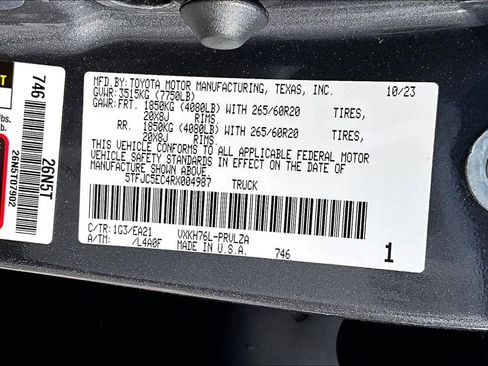 MFD.BY:TOYOTA MOTOR MANUFACTURING, TEXAS, INC. 10/23
GVWR:3515KG (7750LB)
GAWR:FRT. 1850KG (4080LB) WITH 265/60R20 TIRES,
20X8J RIMS.
RR. 1850KG (4080LB) WITH 265/60R20 TIRES,
20X8J RIMS.
THIS VEHICLE CONFORMS TO ALL APPLICABLE FEDERAL MOTOR
VEHICLE SAFETY STANDARDS IN EFFECT ON THE DATE OF
MANUFACTURE SHOWN ABOVE.
5TFJC5EC4RX004987 TRUCK
C/TR:1G3/EA21 VXKH76L-PRVLZA
A/TM: /L4A0F MADE IN U.S.A. 746
1
746 26N5T
26N5T07902
lbs.